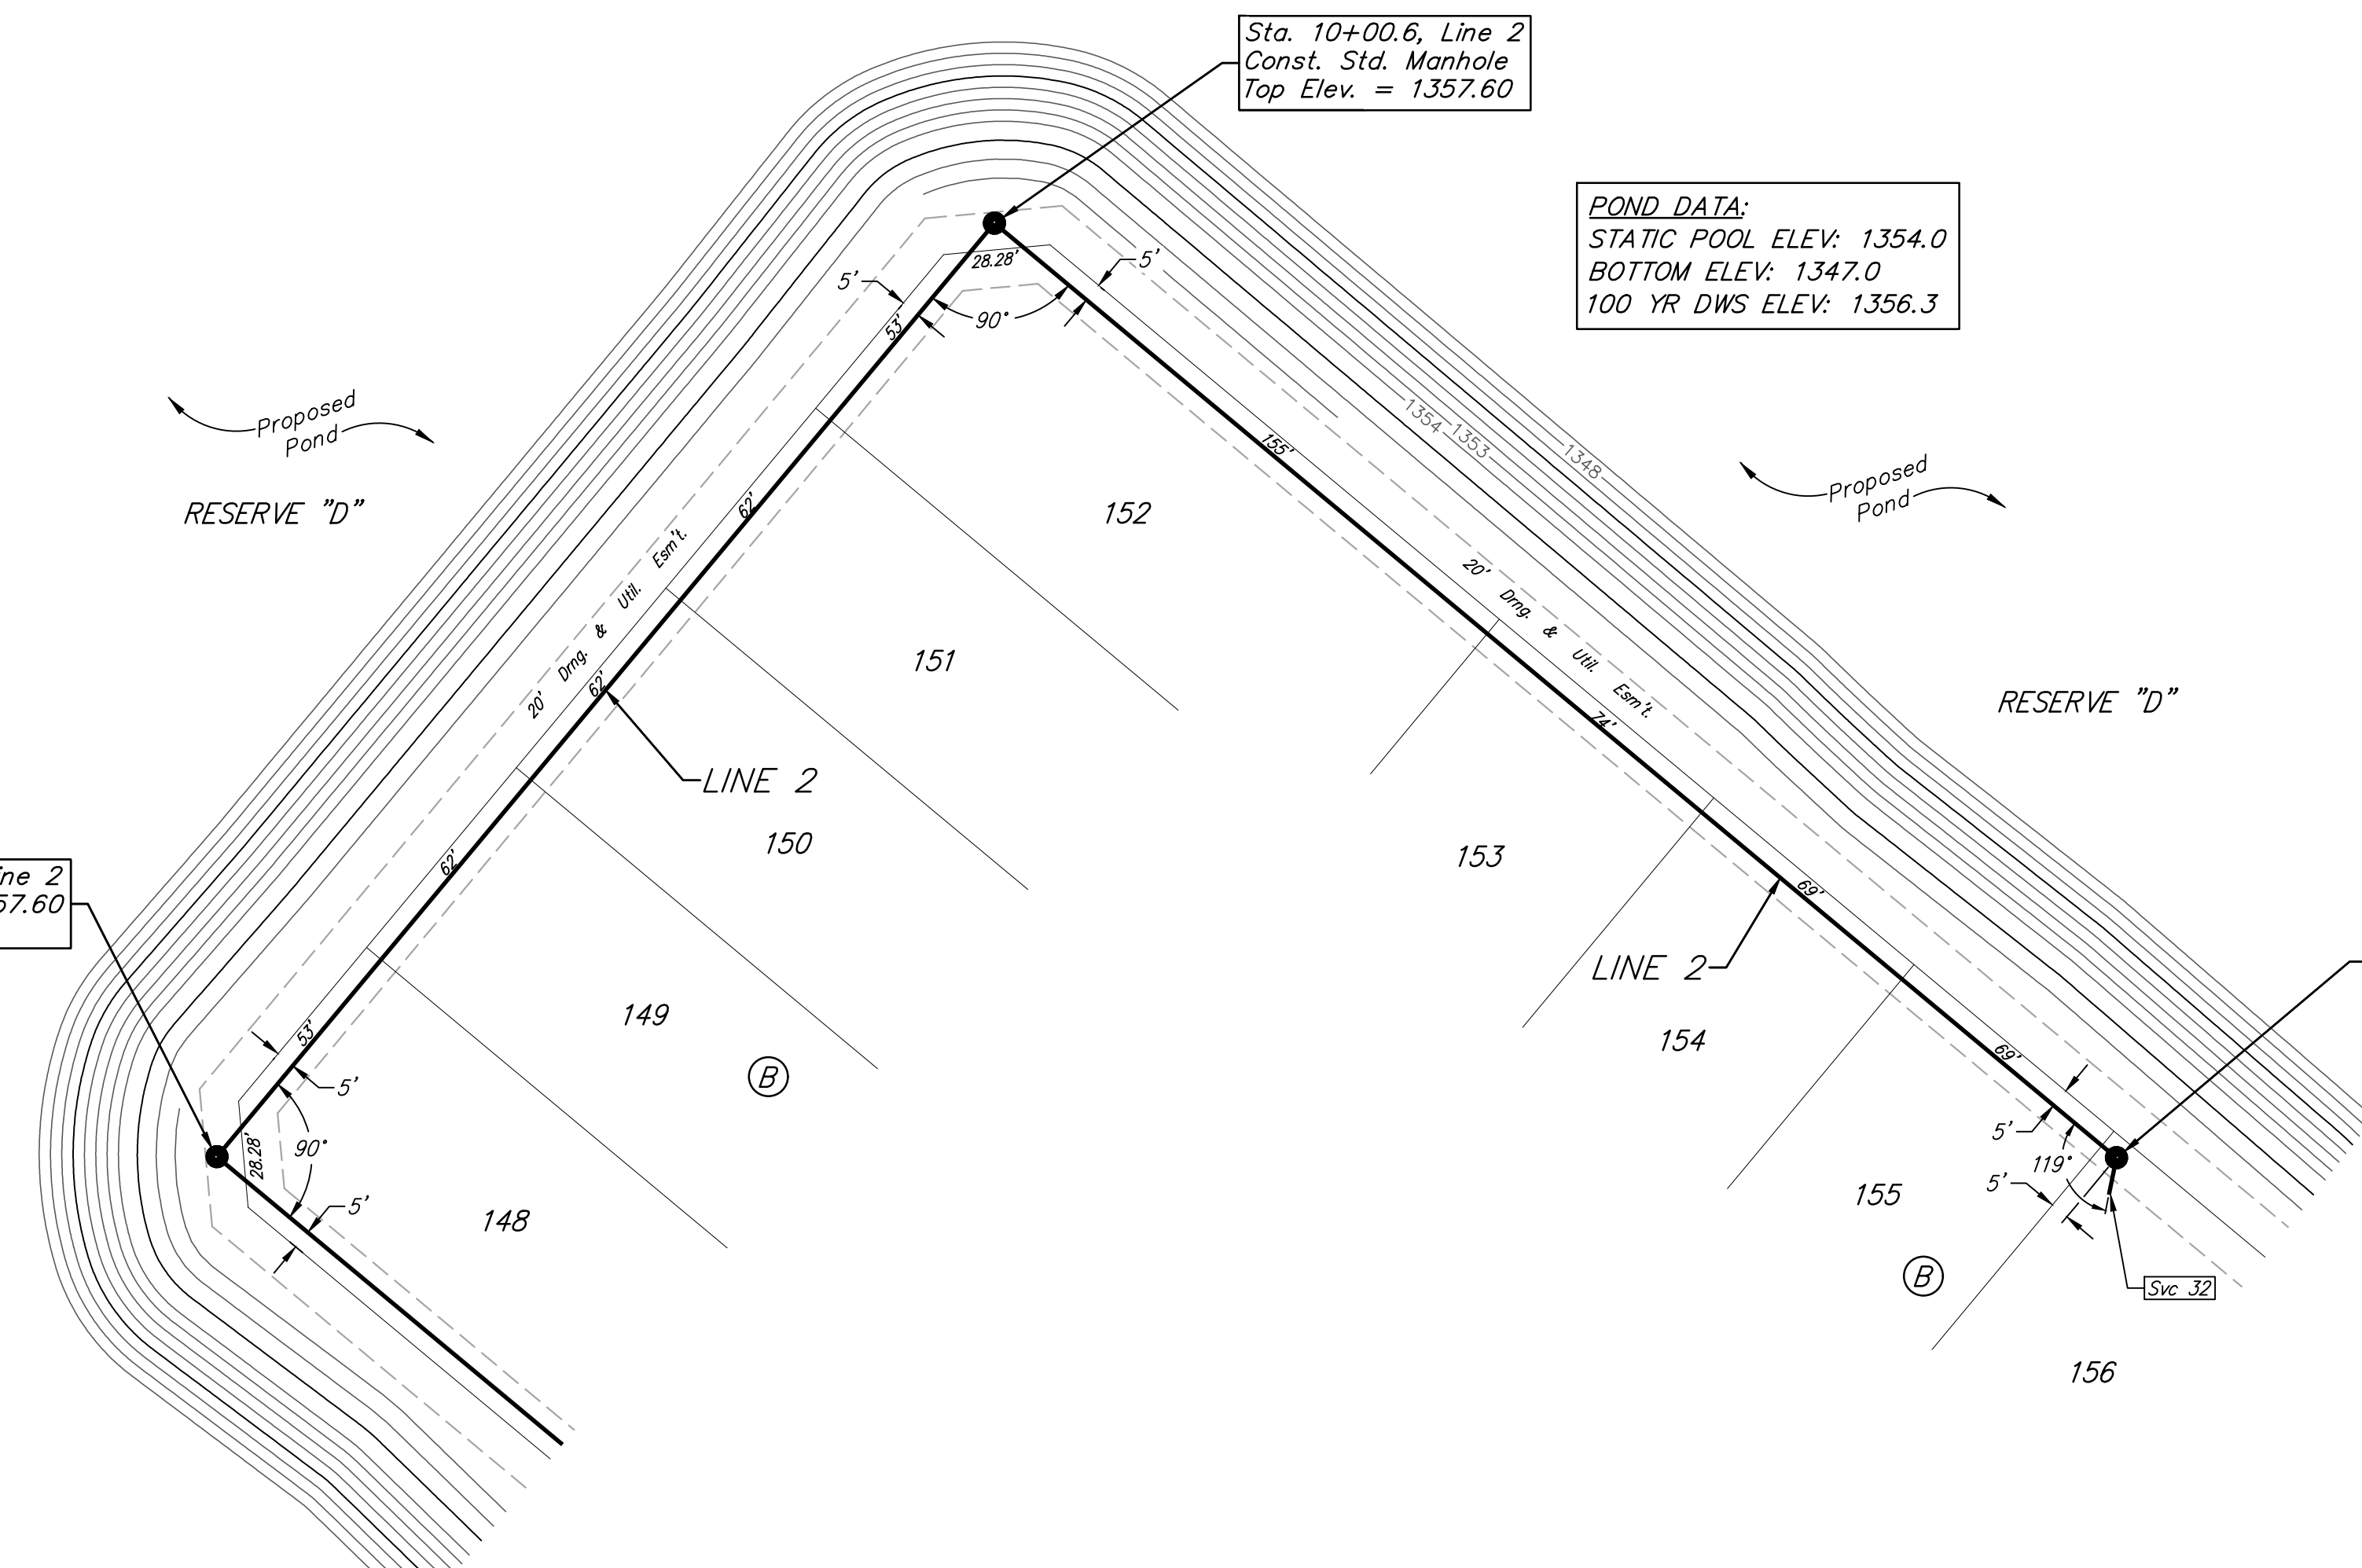 Sta. 10+00.6, Line 2
Const. Std. Manhole
Top Elev. = 1357.60
POND DATA:
STATIC POOL ELEV: 1354.0
BOTTOM ELEV: 1347.0
100 YR DWS ELEV: 1356.3
5'
28.28'
5'
53'
90°
Proposed
Pond
RESERVE "D"
1354
1353
1348
155'
Proposed
Pond
RESERVE "D"
62'
152
20' Drng. & Util. Esm't.
20' Drng. & Util. Esm't.
151
62'
74'
LINE 2
150
153
62'
69'
Line 2
57.60
LINE 2
149
154
B
53'
69'
5'
5'
90°
28.28'
119°
5'
5'
148
155
B
Svc 32
156